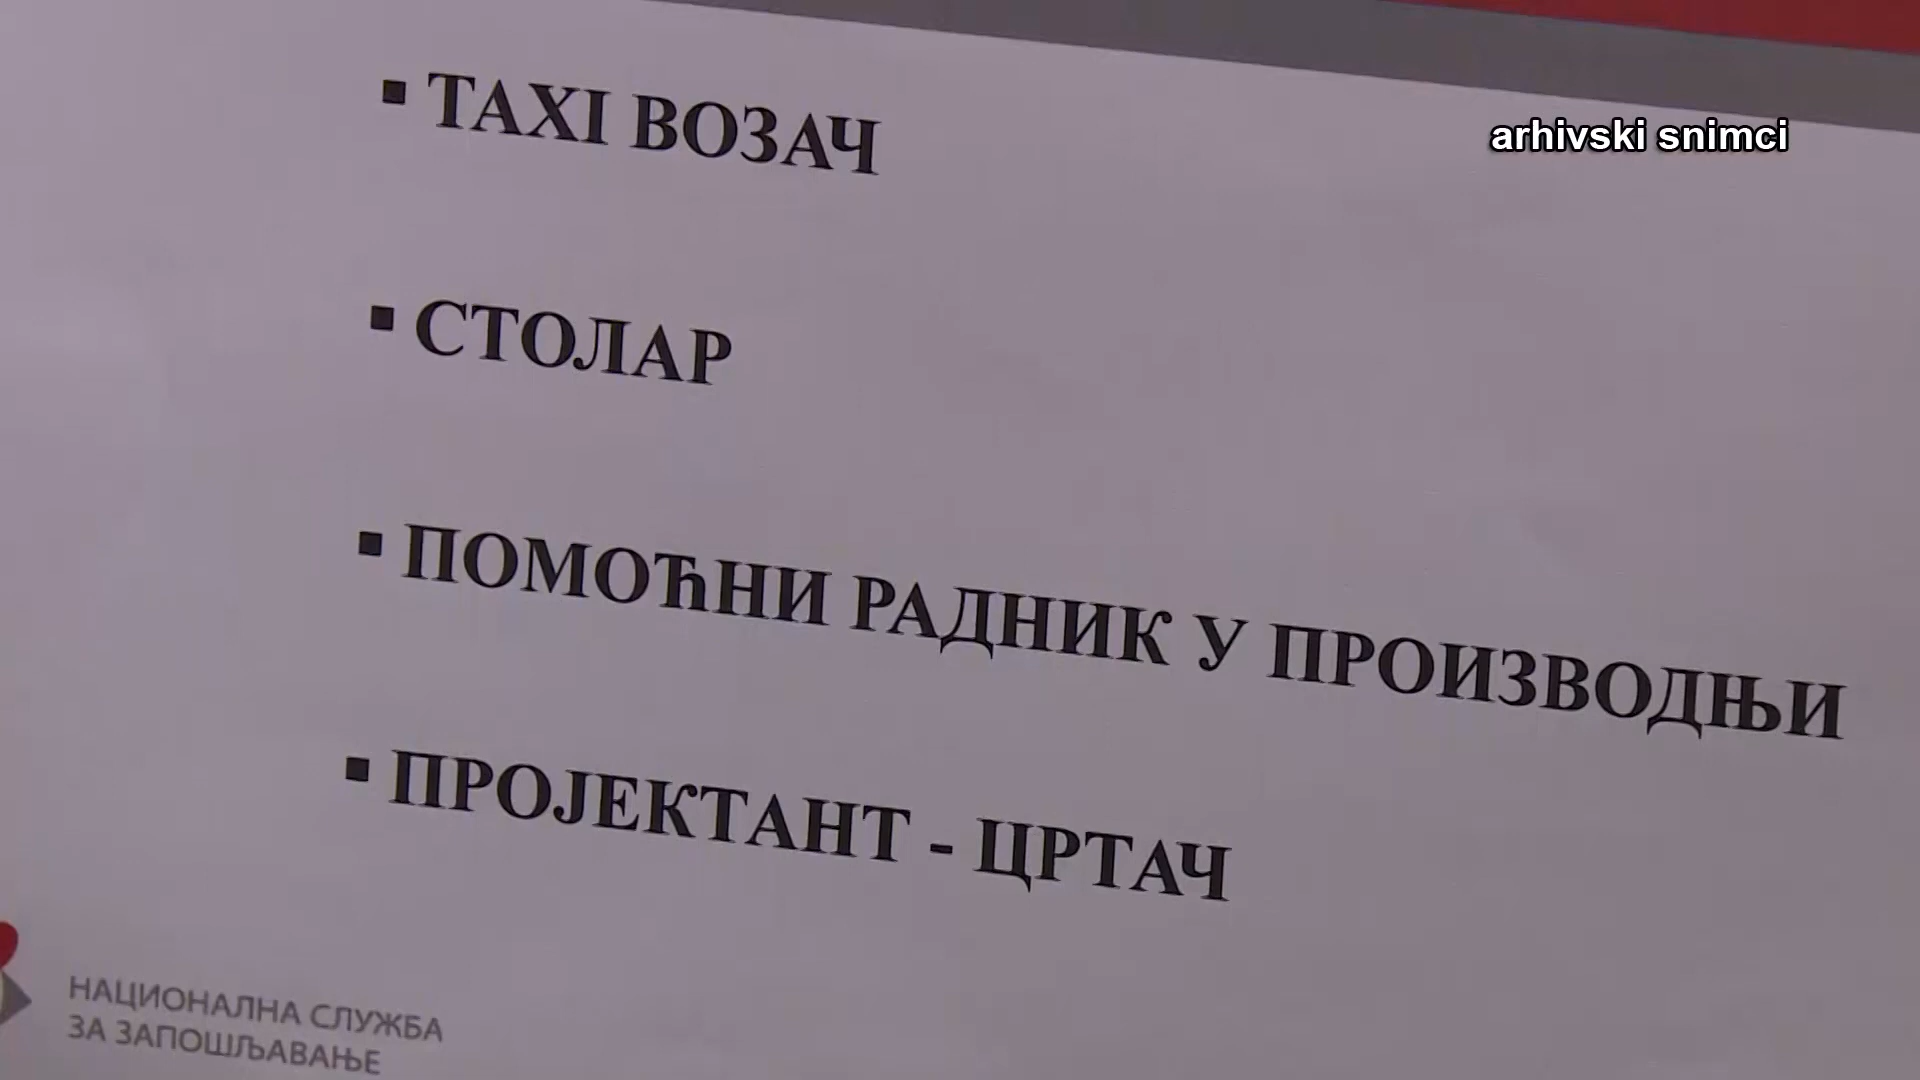 ▪ TAXI ВОЗАЧ
arhivski snimci
▪ СТОЛАР
▪ ПОМОЋНИ РАДНИК У ПРОИЗВОДЊИ
▪ ПРОЈЕКТАНТ - ЦРТАЧ
НАЦИОНАЛНА СЛУЖБА
ЗА ЗАПОШЉАВАЊЕ